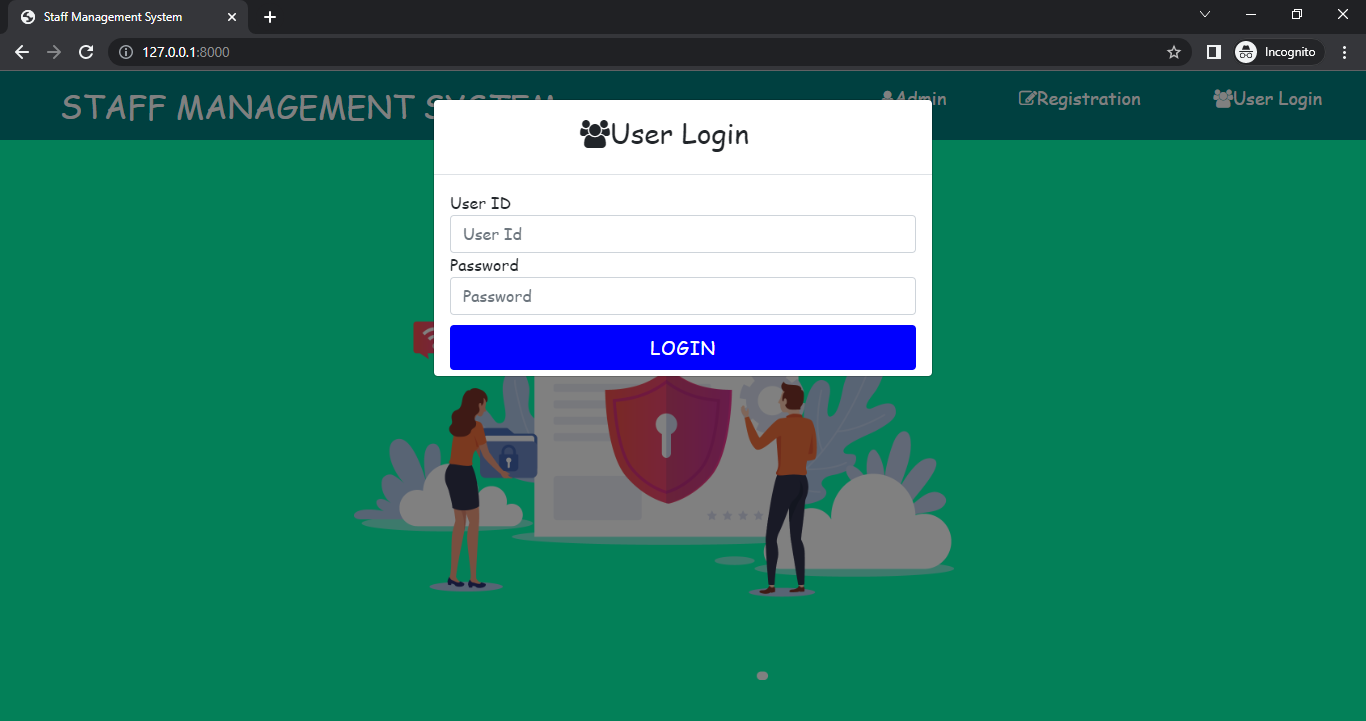 Staff Management System
127.0.0.1:8000
Incognito
STAFF MANAGEMENT SYSTEM
Admin
Registration
User Login
User Login
User ID
User Id
Password
Password
LOGIN